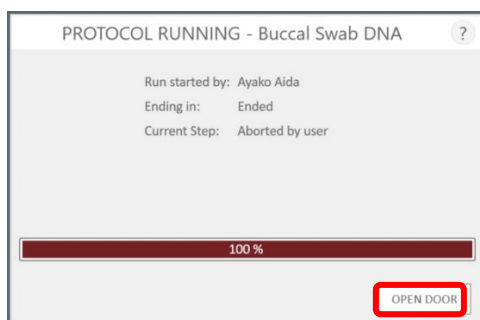 PROTOCOL RUNNING - Buccal Swab DNA ?
Run started by: Ayako Aida
Ending in: Ended
Current Step: Aborted by user
100 %
OPEN DOOR